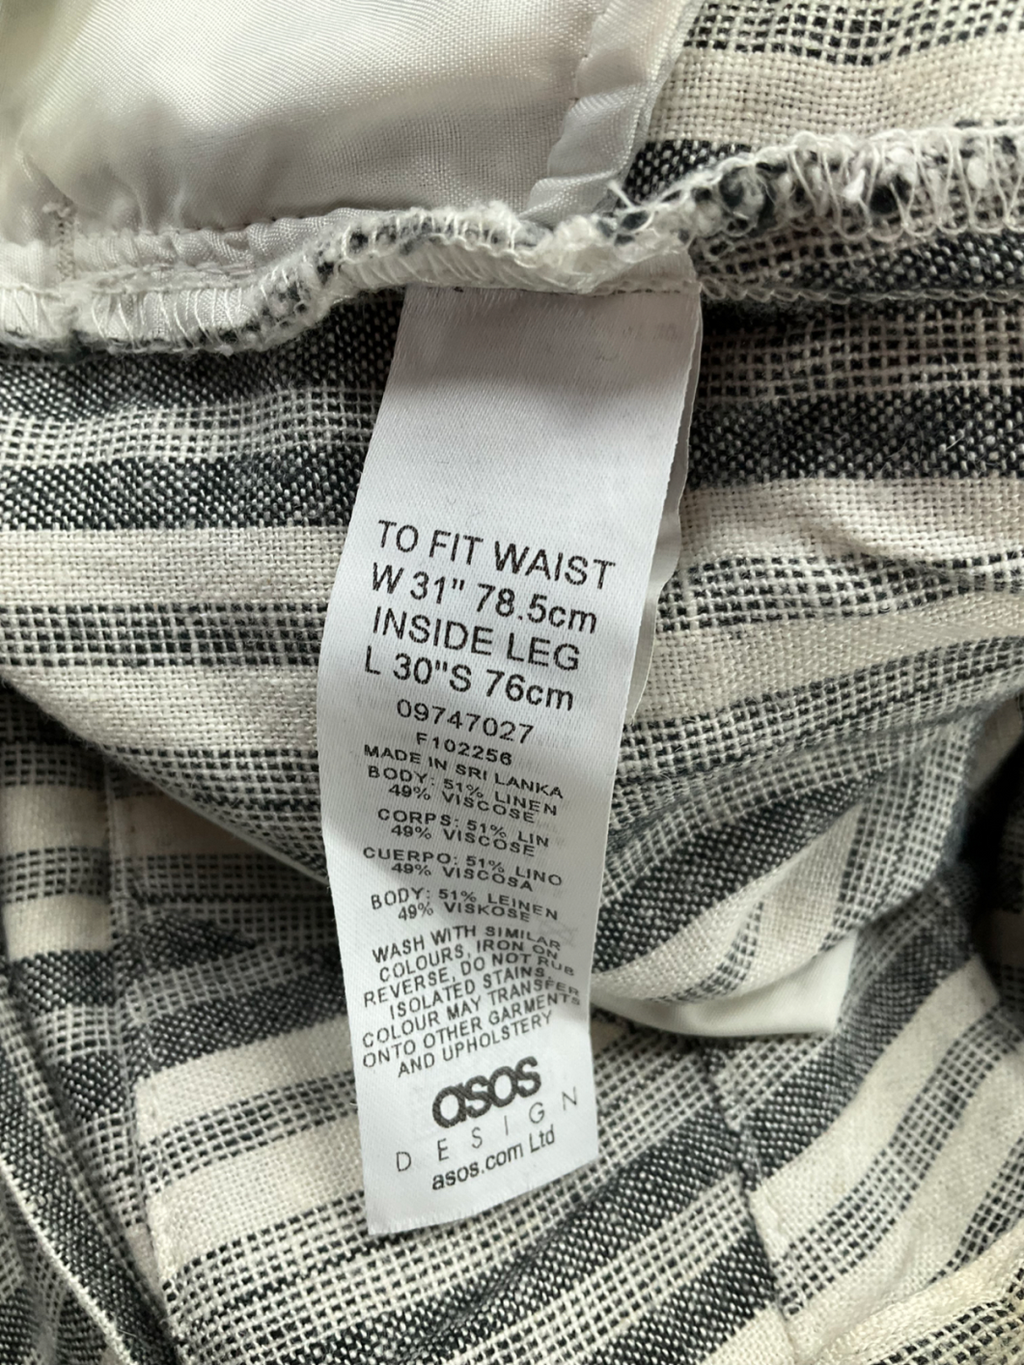 TO FIT WAIST
W 31" 78.5cm
INSIDE LEG
L 30"S 76cm
09747027
F102256
MADE IN SRI LANKA
BODY: 51% LINEN
49% VISCOSE
CORPS: 51% LIN
49% VISCOSE
CUERPO: 51% LINO
49% VISCOSA
BODY: 51% LEINEN
49% VISKOSE
WASH WITH SIMILAR
COLOURS, IRON ON
REVERSE, DO NOT RUB
ISOLATED STAINS.
COLOUR MAY TRANSFER
ONTO OTHER GARMENTS
AND UPHOLSTERY
asos
DESIGN
asos.com Ltd